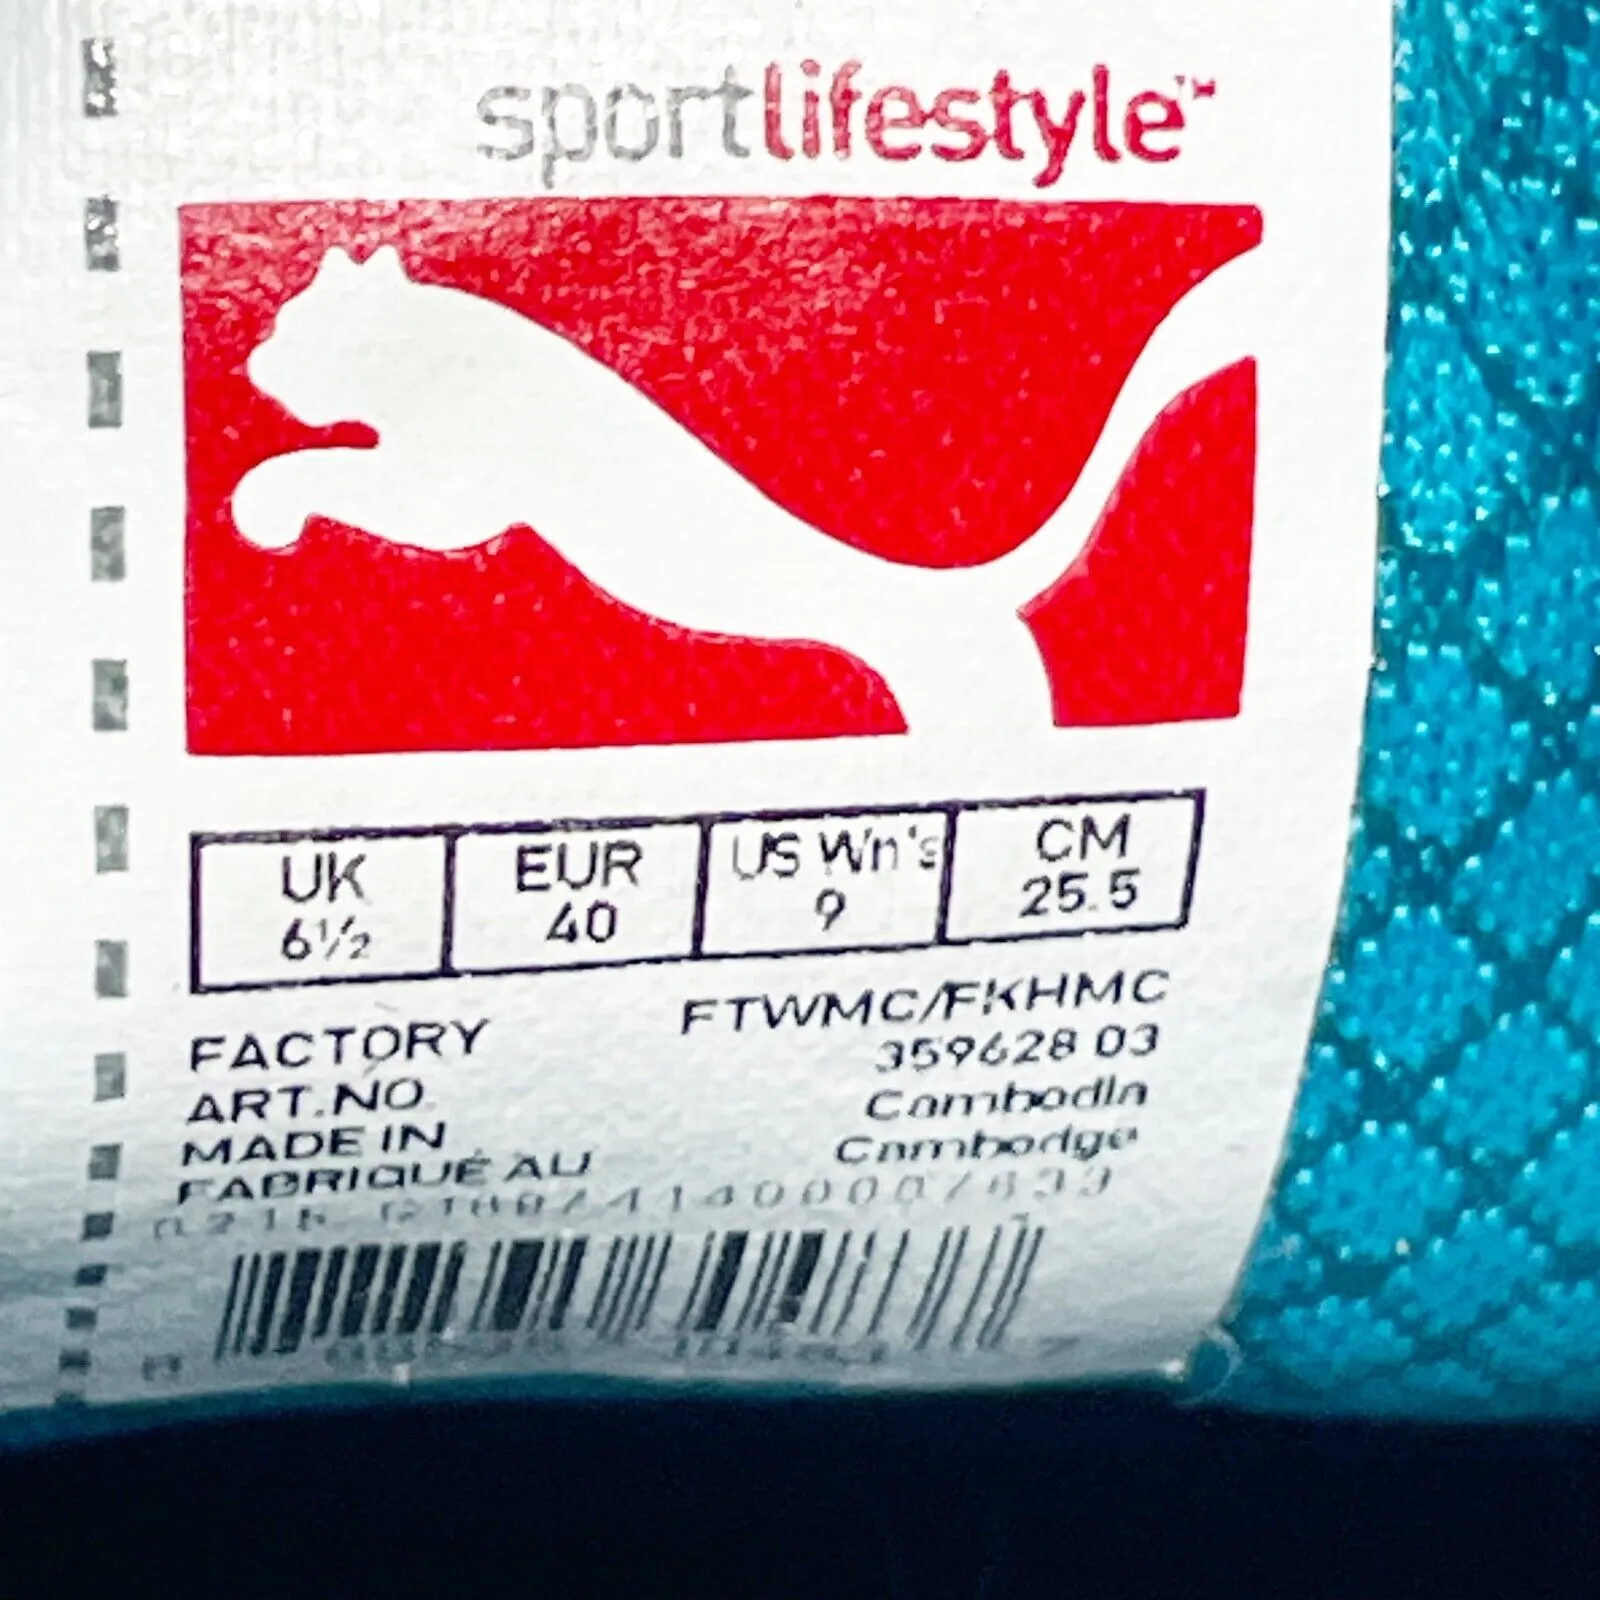 sportlifestyle™
UK EUR US Wn's CM
6½ 40 9 25.5
FACTORY FTWMC/FKHMC
ART.NO. 359628 03
MADE IN Cambodia
FABRIQUÉ AU Cambodge